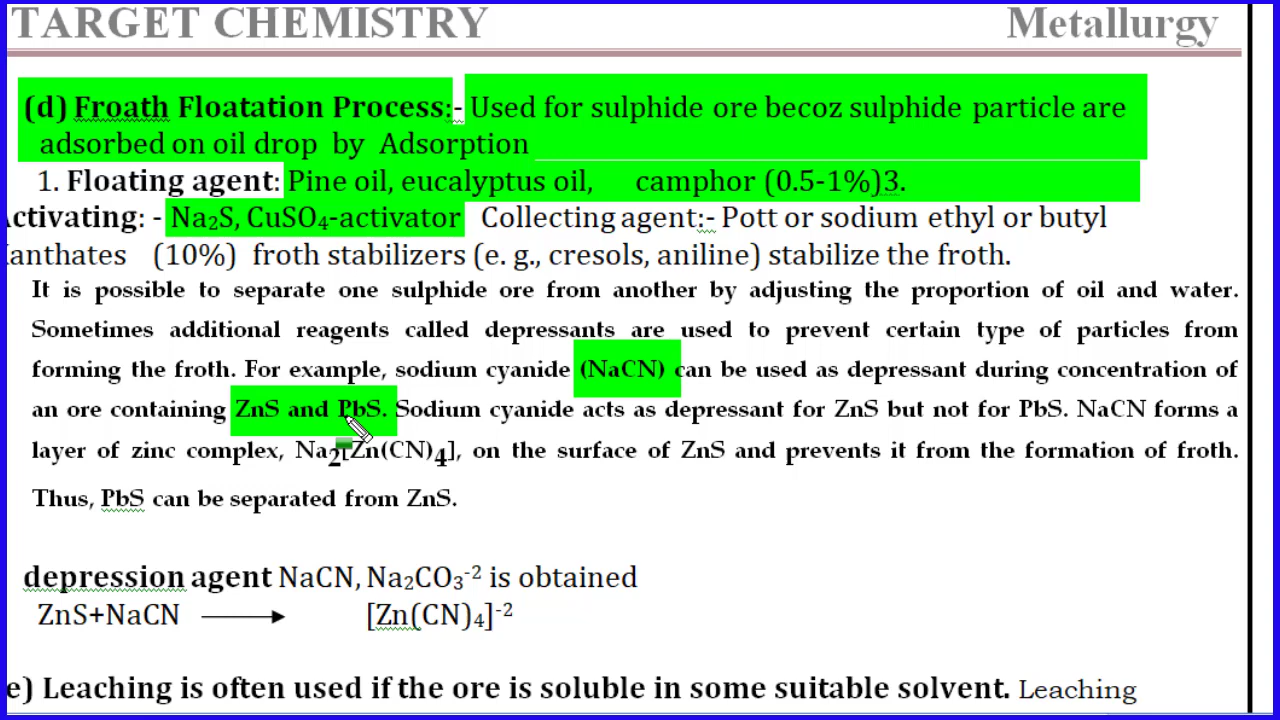 TARGET CHEMISTRY Metallurgy
(d) Froath Floatation Process:- Used for sulphide ore becoz sulphide particle are
adsorbed on oil drop by Adsorption
1. Floating agent: Pine oil, eucalyptus oil, camphor (0.5-1%)3.
Activating: - Na₂S, CuSO₄-activator Collecting agent:- Pott or sodium ethyl or butyl
Xanthates (10%) froth stabilizers (e. g., cresols, aniline) stabilize the froth.
It is possible to separate one sulphide ore from another by adjusting the proportion of oil and water.
Sometimes additional reagents called depressants are used to prevent certain type of particles from
forming the froth. For example, sodium cyanide (NaCN) can be used as depressant during concentration of
an ore containing ZnS and PbS. Sodium cyanide acts as depressant for ZnS but not for PbS. NaCN forms a
layer of zinc complex, Na₂[Zn(CN)₄], on the surface of ZnS and prevents it from the formation of froth.
Thus, PbS can be separated from ZnS.
depression agent NaCN, Na₂CO₃⁻² is obtained
ZnS+NaCN ⟶ [Zn(CN)₄]⁻²
e) Leaching is often used if the ore is soluble in some suitable solvent. Leaching